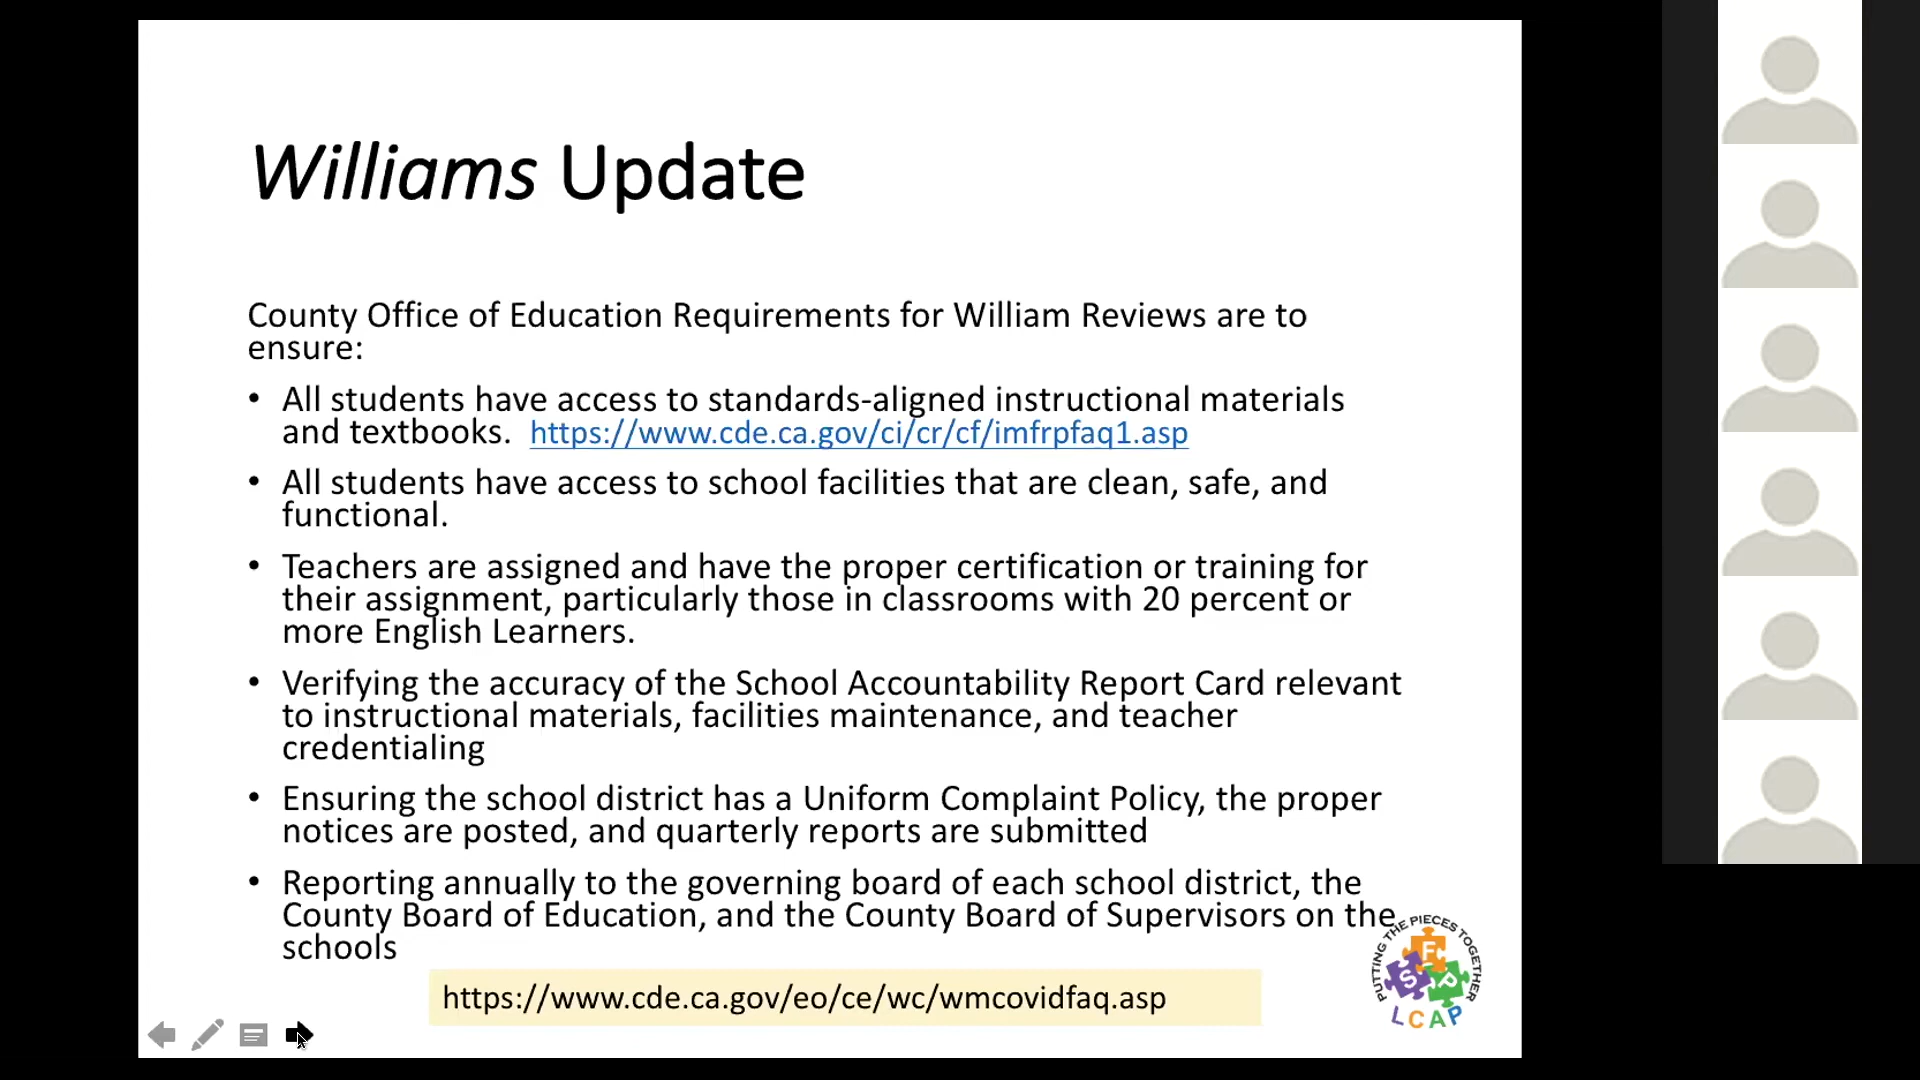 Williams Update
County Office of Education Requirements for William Reviews are to
ensure:
• All students have access to standards-aligned instructional materials
and textbooks. https://www.cde.ca.gov/ci/cr/cf/imfrpfaq1.asp
• All students have access to school facilities that are clean, safe, and
functional.
• Teachers are assigned and have the proper certification or training for
their assignment, particularly those in classrooms with 20 percent or
more English Learners.
• Verifying the accuracy of the School Accountability Report Card relevant
to instructional materials, facilities maintenance, and teacher
credentialing
• Ensuring the school district has a Uniform Complaint Policy, the proper
notices are posted, and quarterly reports are submitted
• Reporting annually to the governing board of each school district, the
County Board of Education, and the County Board of Supervisors on the
schools
https://www.cde.ca.gov/eo/ce/wc/wmcovidfaq.asp
PUTTING THE PIECES TOGETHER
F
S P
LCAP